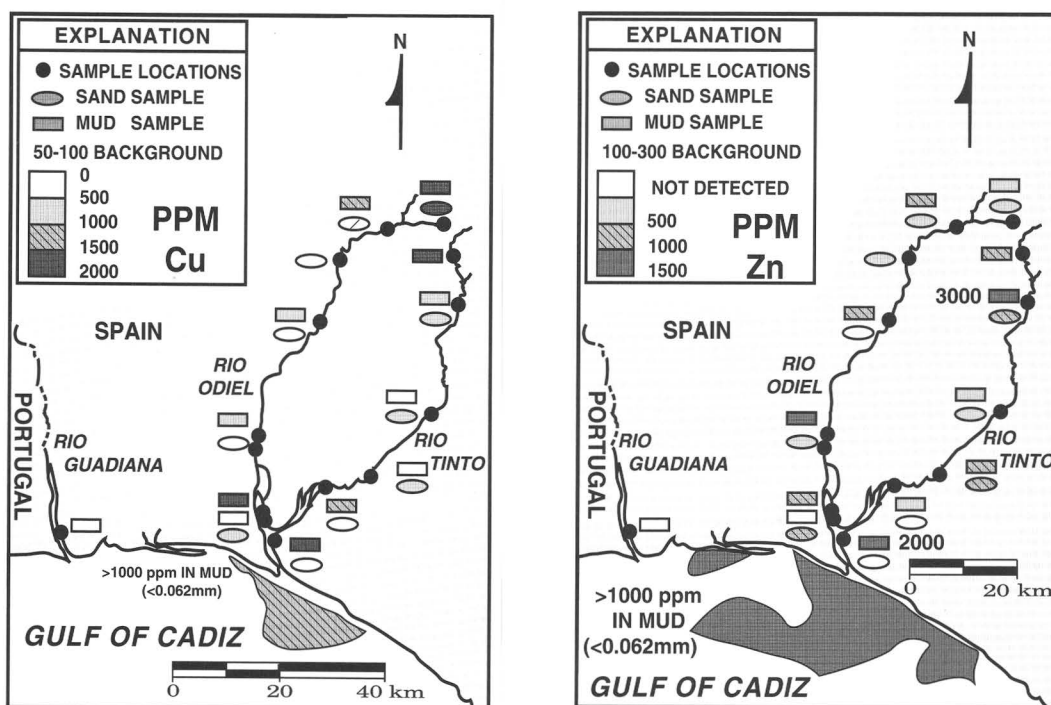 EXPLANATION
SAMPLE LOCATIONS
SAND SAMPLE
MUD SAMPLE
50-100 BACKGROUND
0
500
1000
1500
2000
PPM
Cu
N
SPAIN
PORTUGAL
RIO
ODIEL
RIO
GUADIANA
RIO
TINTO
>1000 ppm IN MUD
(<0.062mm)
GULF OF CADIZ
0 20 40 km
EXPLANATION
SAMPLE LOCATIONS
SAND SAMPLE
MUD SAMPLE
100-300 BACKGROUND
NOT DETECTED
500
1000
1500
PPM
Zn
N
3000
SPAIN
PORTUGAL
RIO
ODIEL
RIO
GUADIANA
RIO
TINTO
2000
0 20 km
>1000 ppm
IN MUD
(<0.062mm)
GULF OF CADIZ